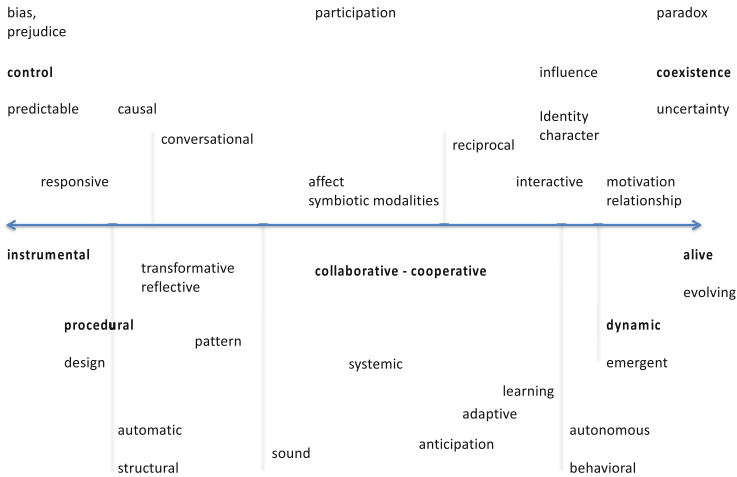 bias,
prejudice
participation
paradox
control
influence
coexistence
predictable
causal
Identity
character
uncertainty
conversational
reciprocal
responsive
affect
symbiotic modalities
interactive
motivation
relationship
instrumental
transformative
reflective
collaborative - cooperative
alive
evolving
procedural
pattern
dynamic
design
systemic
emergent
learning
adaptive
automatic
anticipation
autonomous
sound
structural
behavioral